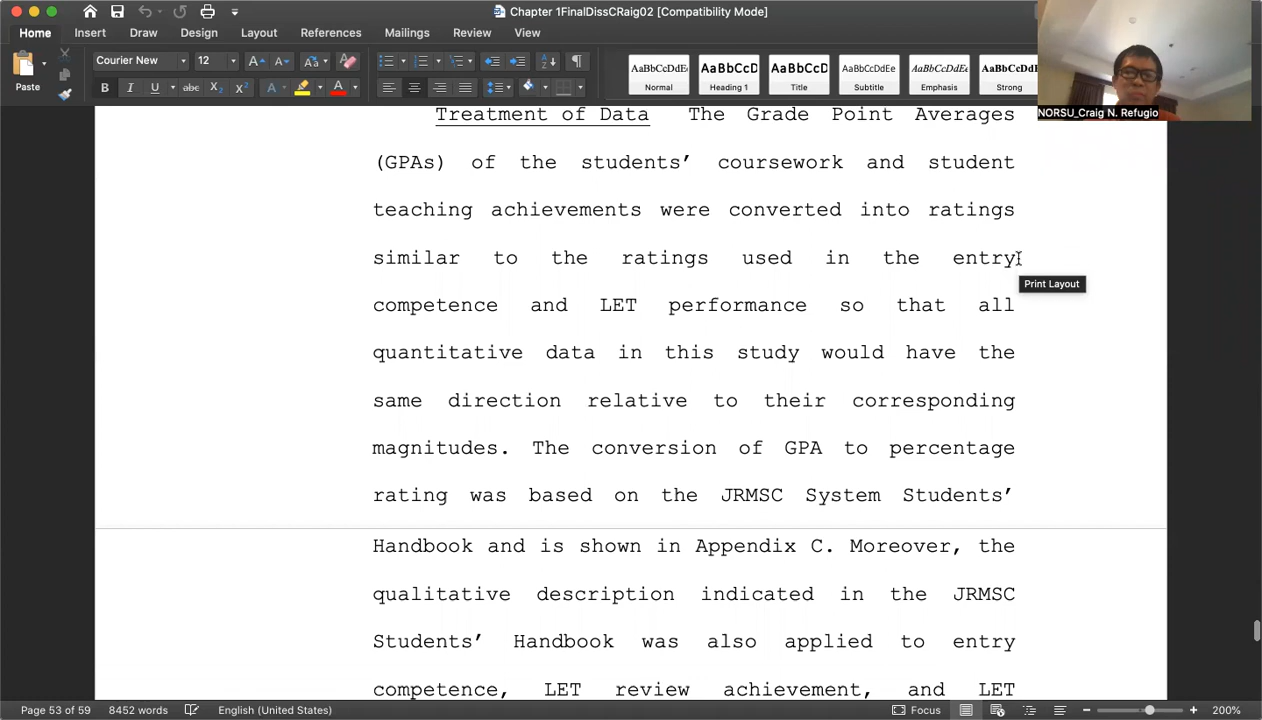 Chapter 1FinalDissCRaig02 [Compatibility Mode]
Home Insert Draw Design Layout References Mailings Review View
Paste
Courier New 12
AaBbCcDdEe Normal
AaBbCcD Heading 1
AaBbCcD Title
AaBbCcDdEe Subtitle
AaBbCcDdEe Emphasis
AaBbCcD Strong
NORSU_Craig N. Refugio
Treatment of Data The Grade Point Averages
(GPAs) of the students’ coursework and student
teaching achievements were converted into ratings
similar to the ratings used in the entry
Print Layout
competence and LET performance so that all
quantitative data in this study would have the
same direction relative to their corresponding
magnitudes. The conversion of GPA to percentage
rating was based on the JRMSC System Students’
Handbook and is shown in Appendix C. Moreover, the
qualitative description indicated in the JRMSC
Students’ Handbook was also applied to entry
competence, LET review achievement, and LET
Page 53 of 59 8452 words English (United States) Focus 200%